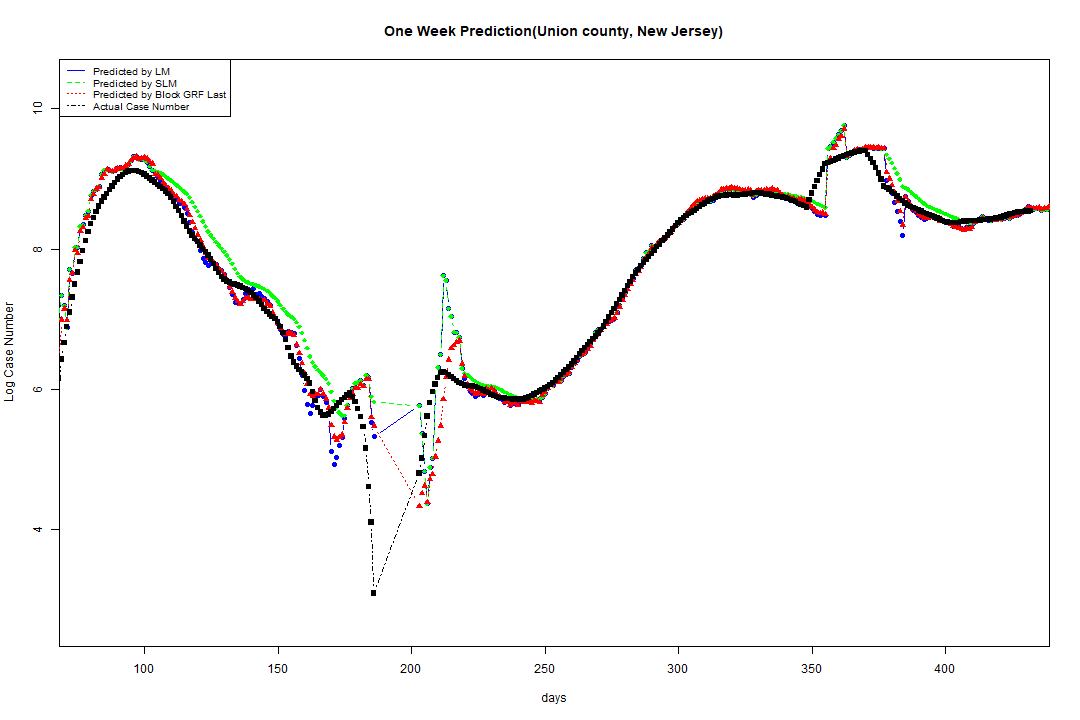 One Week Prediction(Union county, New Jersey)
Predicted by LM
Predicted by SLM
Predicted by Block GRF Last
Actual Case Number
Log Case Number
10
8
6
4
100 150 200 250 300 350 400
days